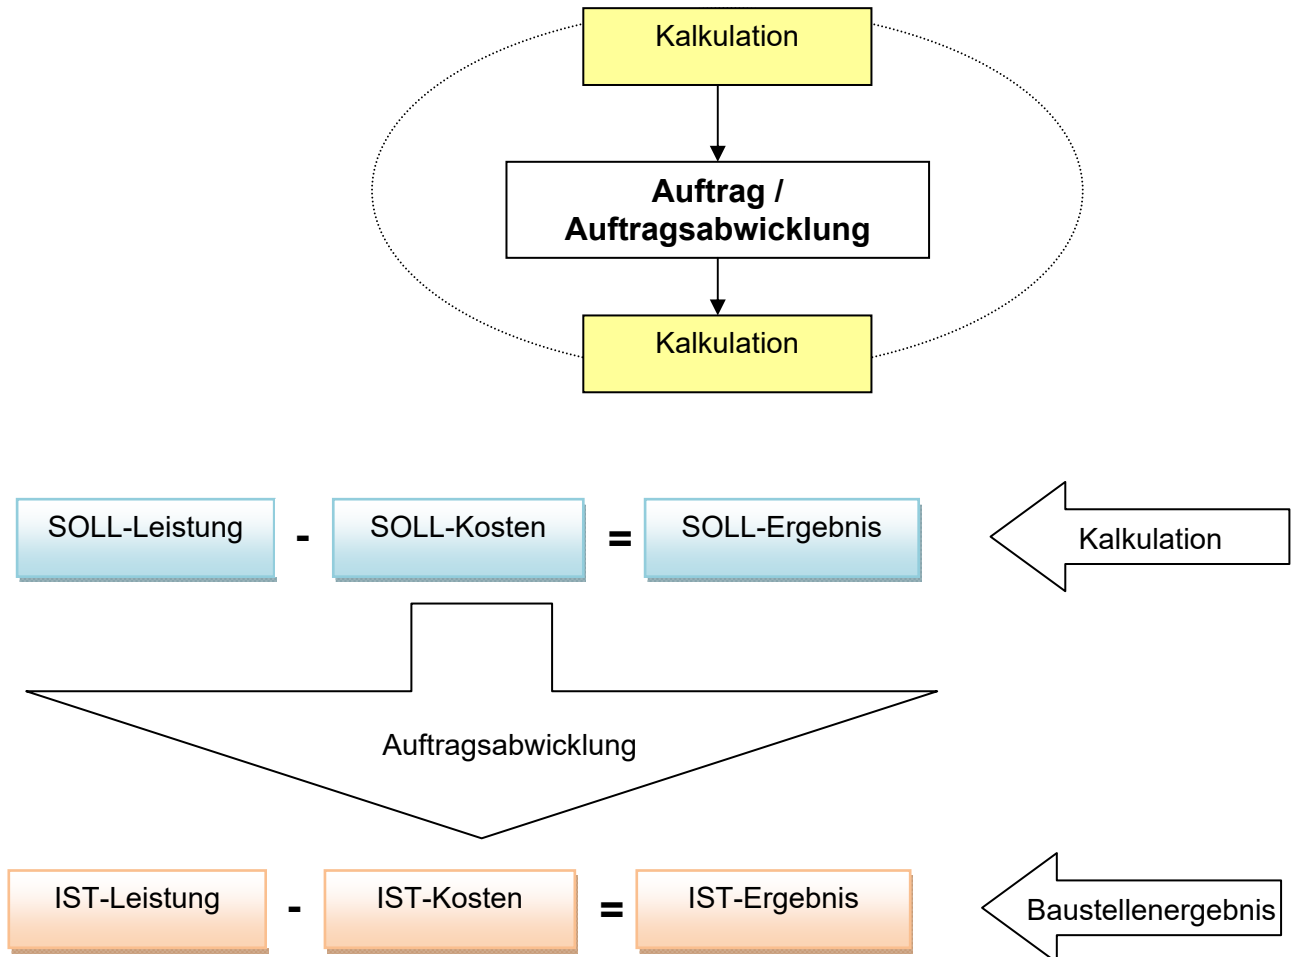 Kalkulation
Auftrag /
Auftragsabwicklung
Kalkulation
SOLL-Leistung - SOLL-Kosten = SOLL-Ergebnis Kalkulation
Auftragsabwicklung
IST-Leistung - IST-Kosten = IST-Ergebnis Baustellenergebnis